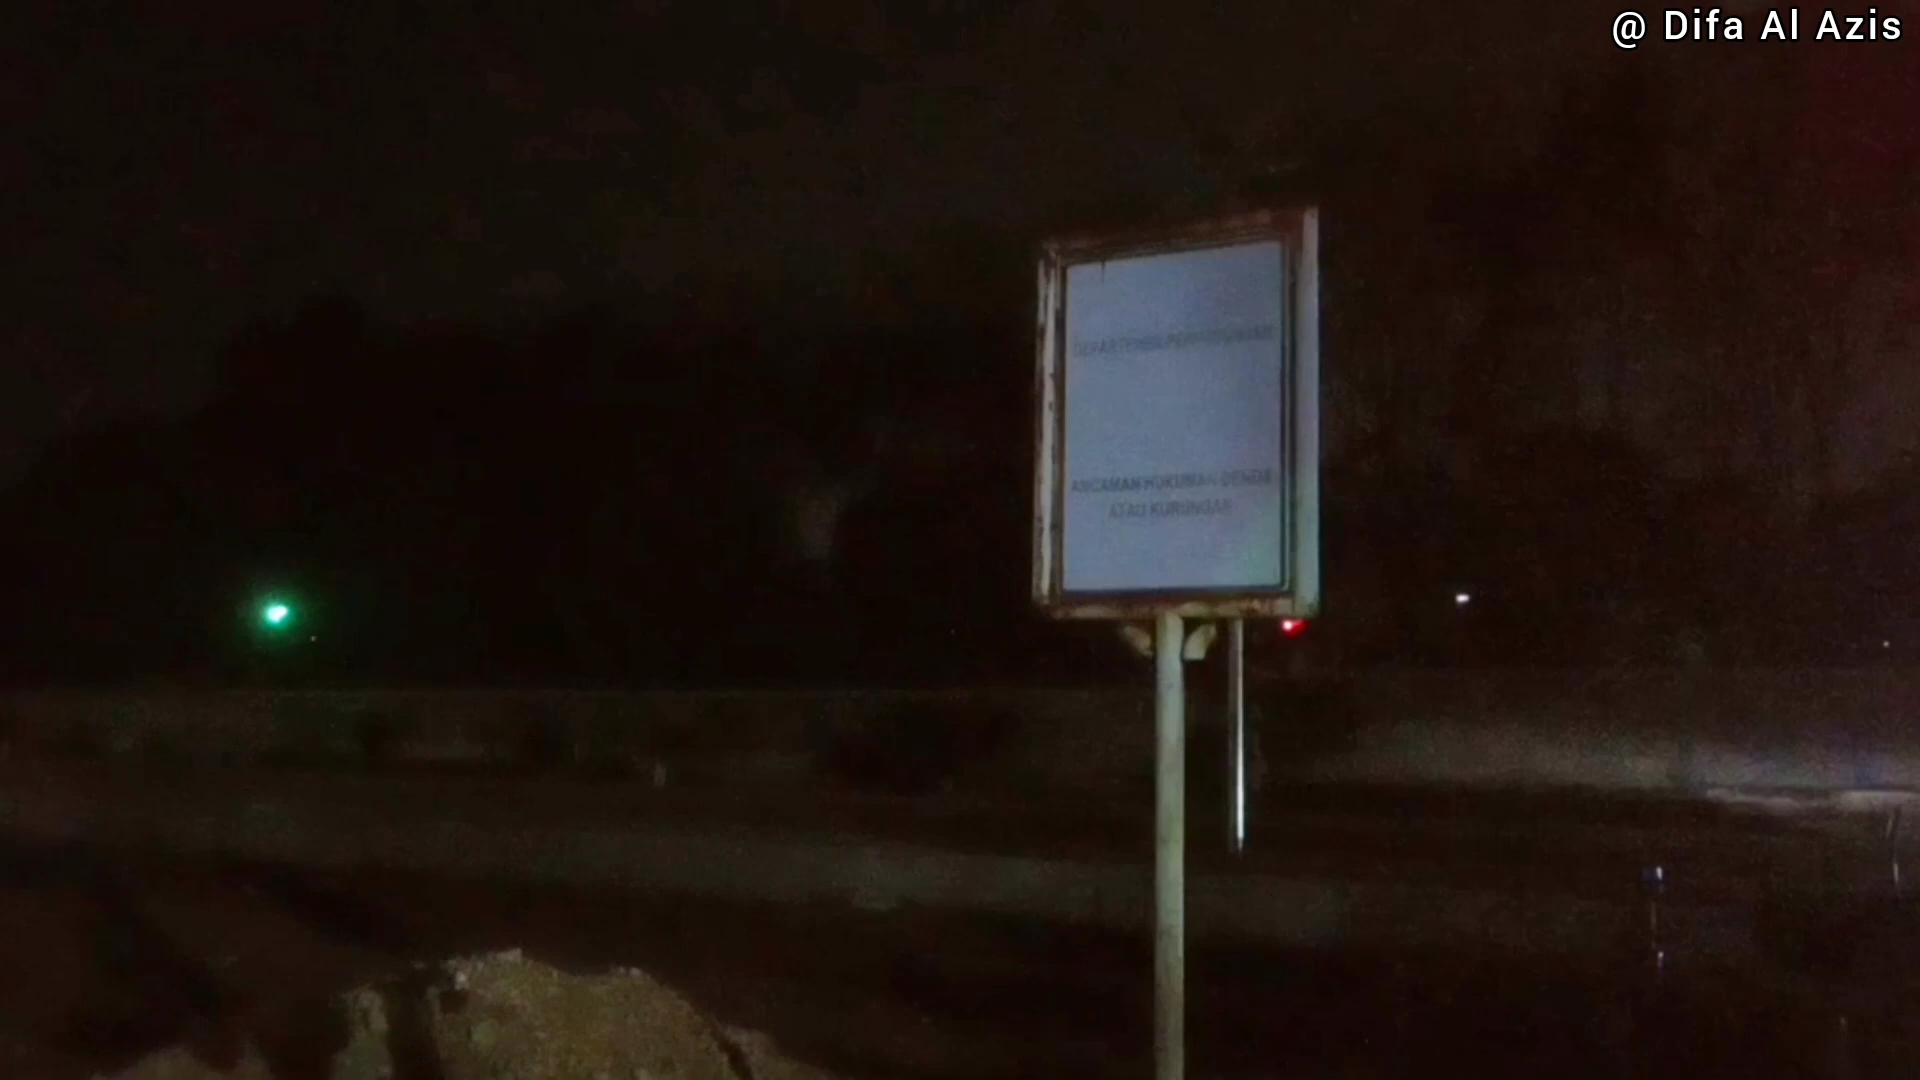 @ Difa Al Azis
DEPARTEMEN PERHUBUNGAN
ANCAMAN HUKUMAN DENDA
ATAU KURUNGAN